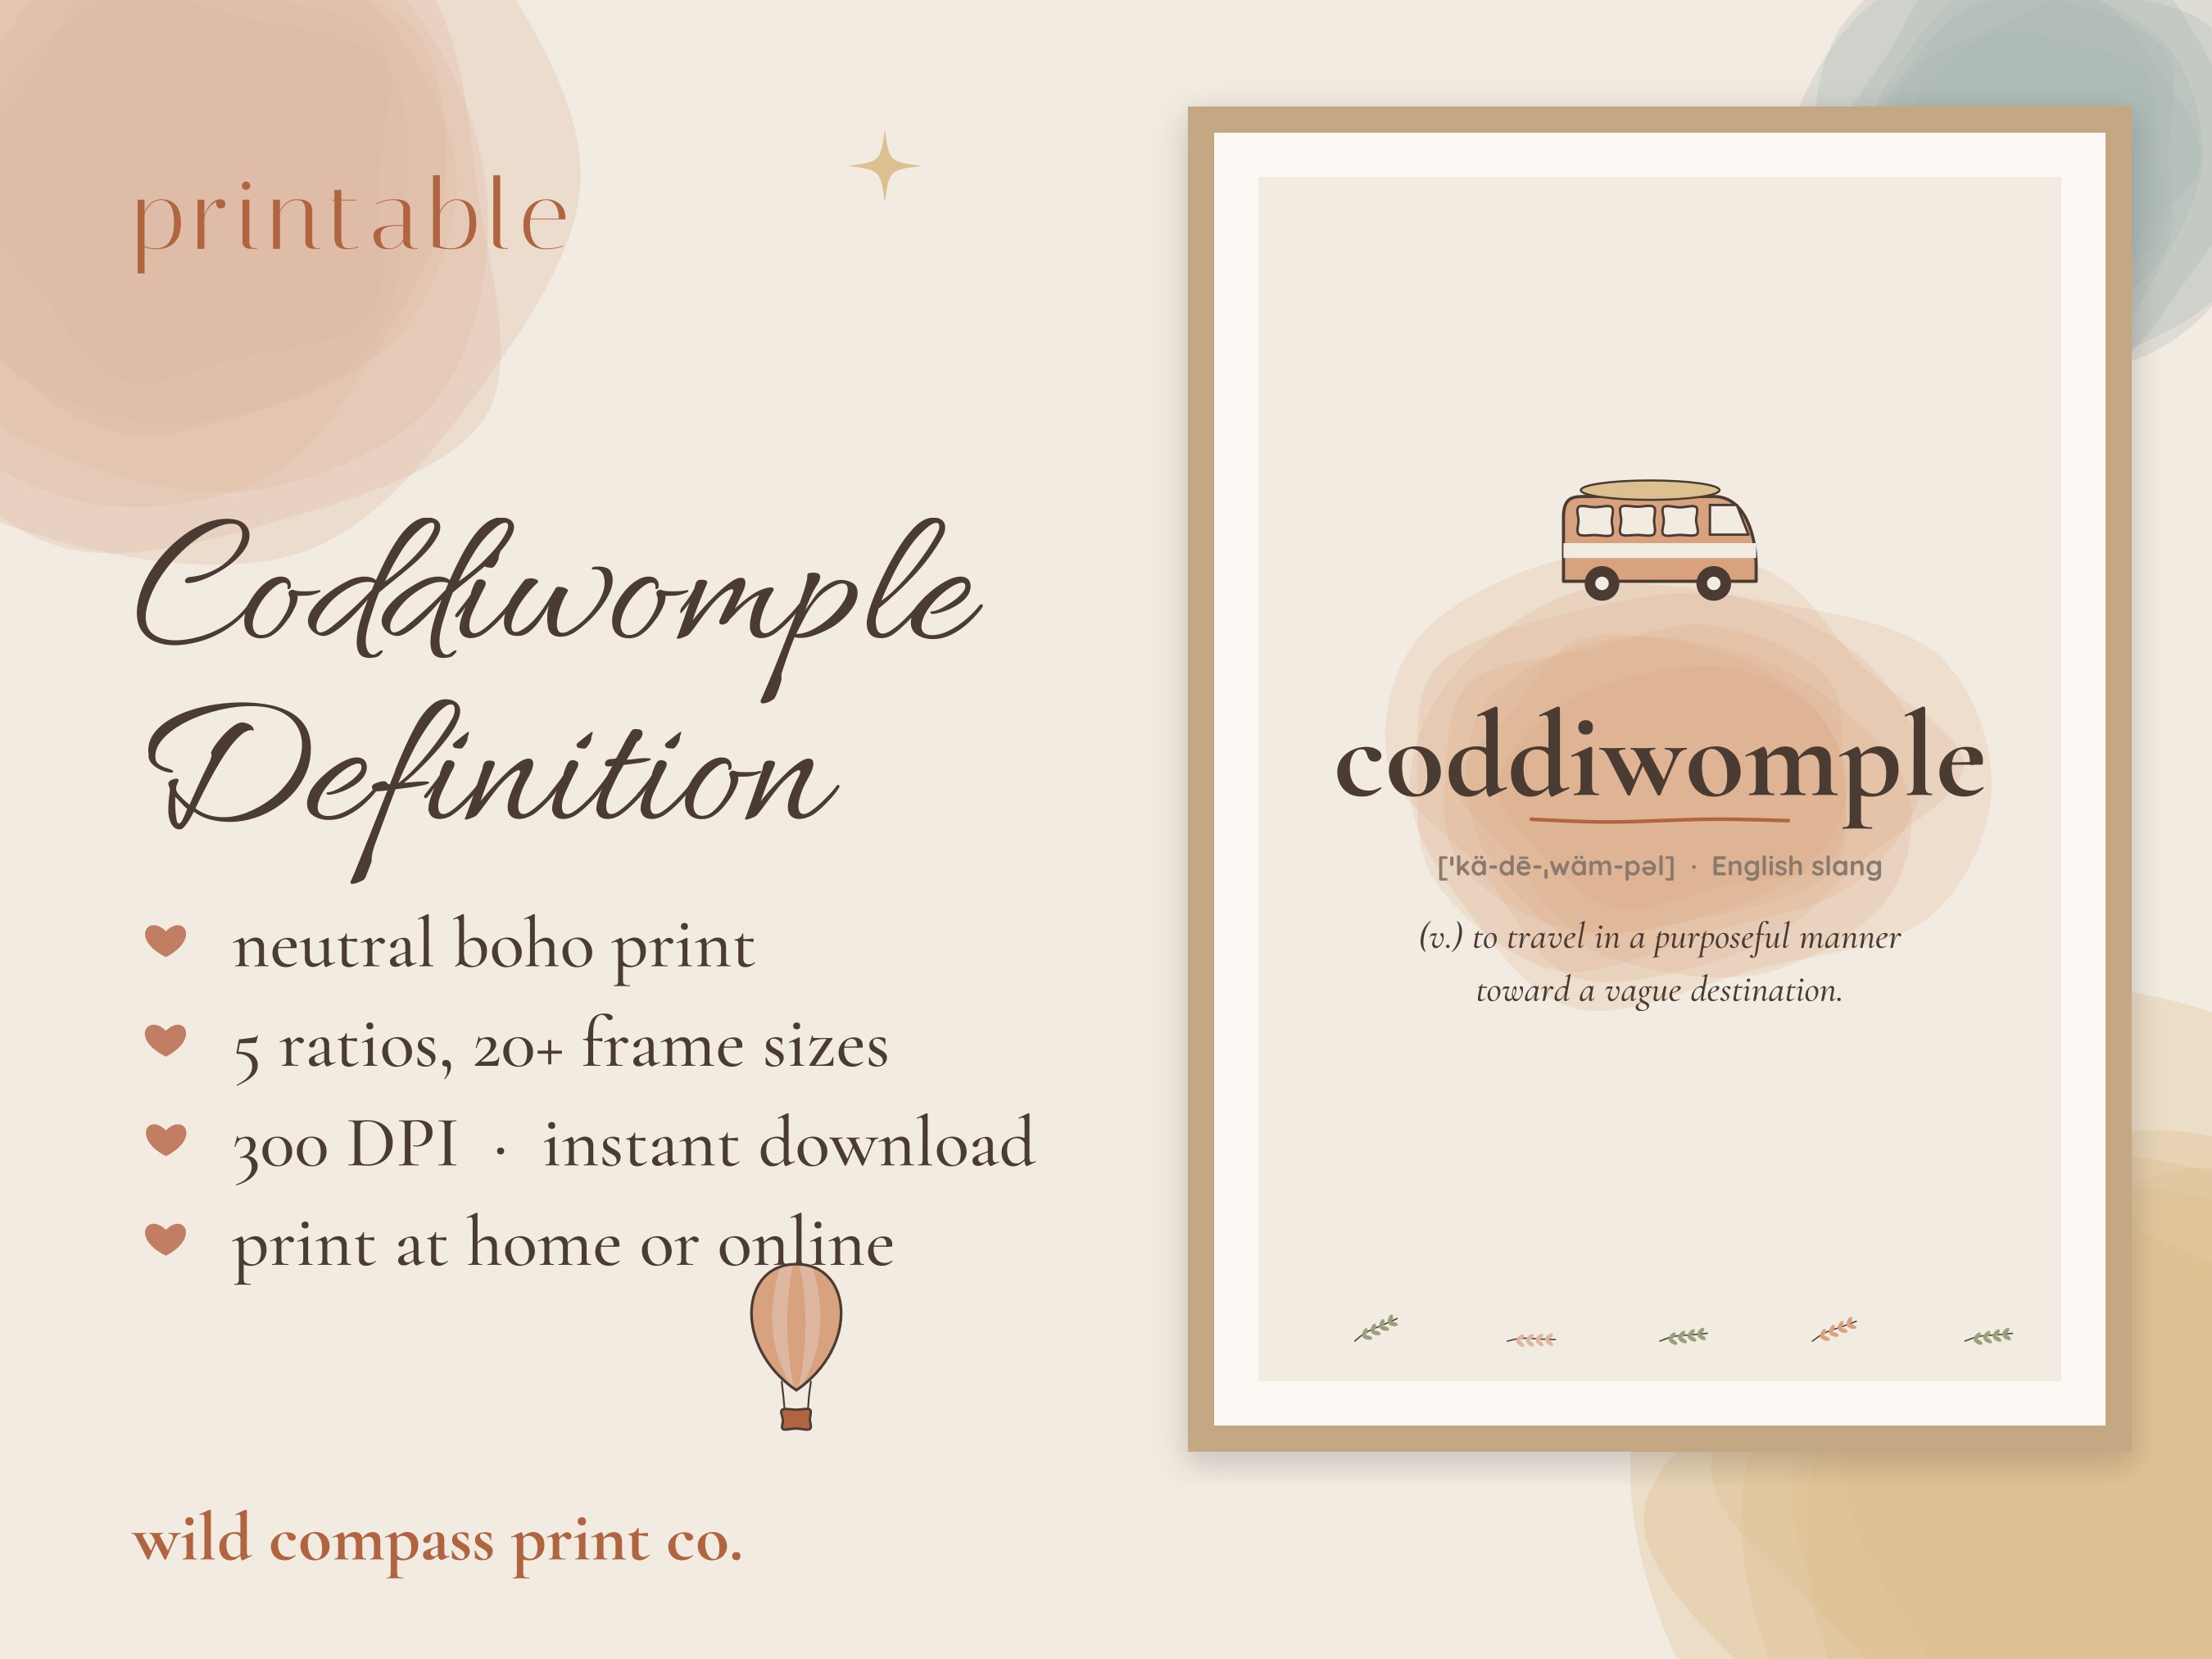 printable
Coddiwomple
Definition
neutral boho print
5 ratios, 20+ frame sizes
300 DPI · instant download
print at home or online
wild compass print co.
coddiwomple
[ˈkä-dē-ˌwäm-pəl] · English slang
(v.) to travel in a purposeful manner
toward a vague destination.